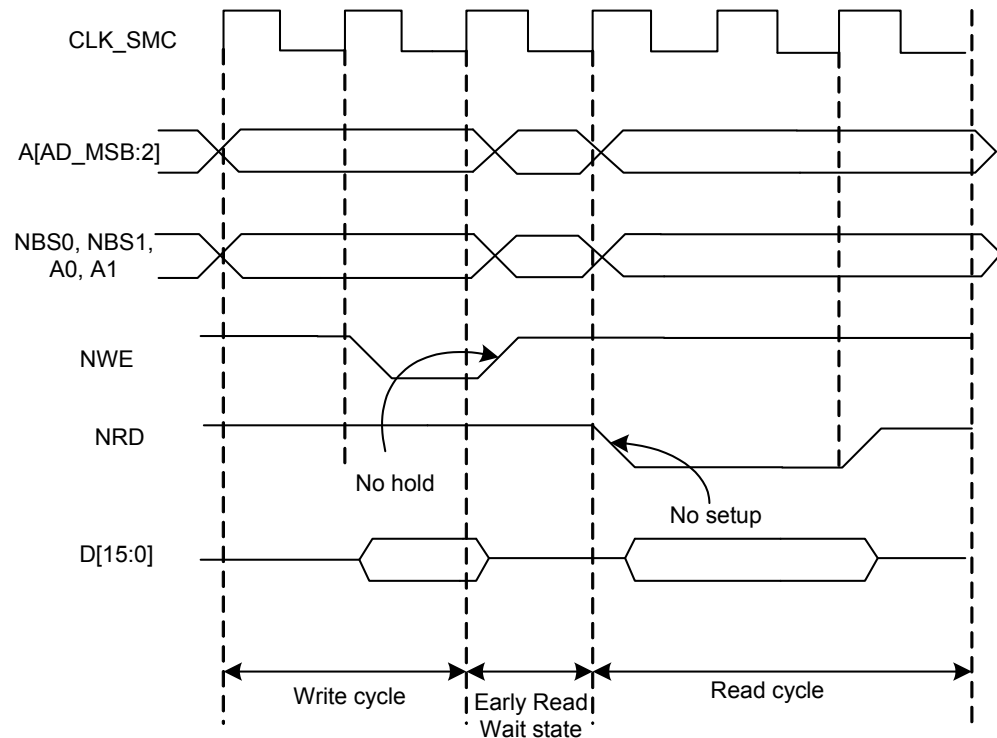 CLK_SMC
A[AD_MSB:2]
NBS0, NBS1,
A0, A1
NWE
NRD
No hold
No setup
D[15:0]
Write cycle
Early Read
Wait state
Read cycle